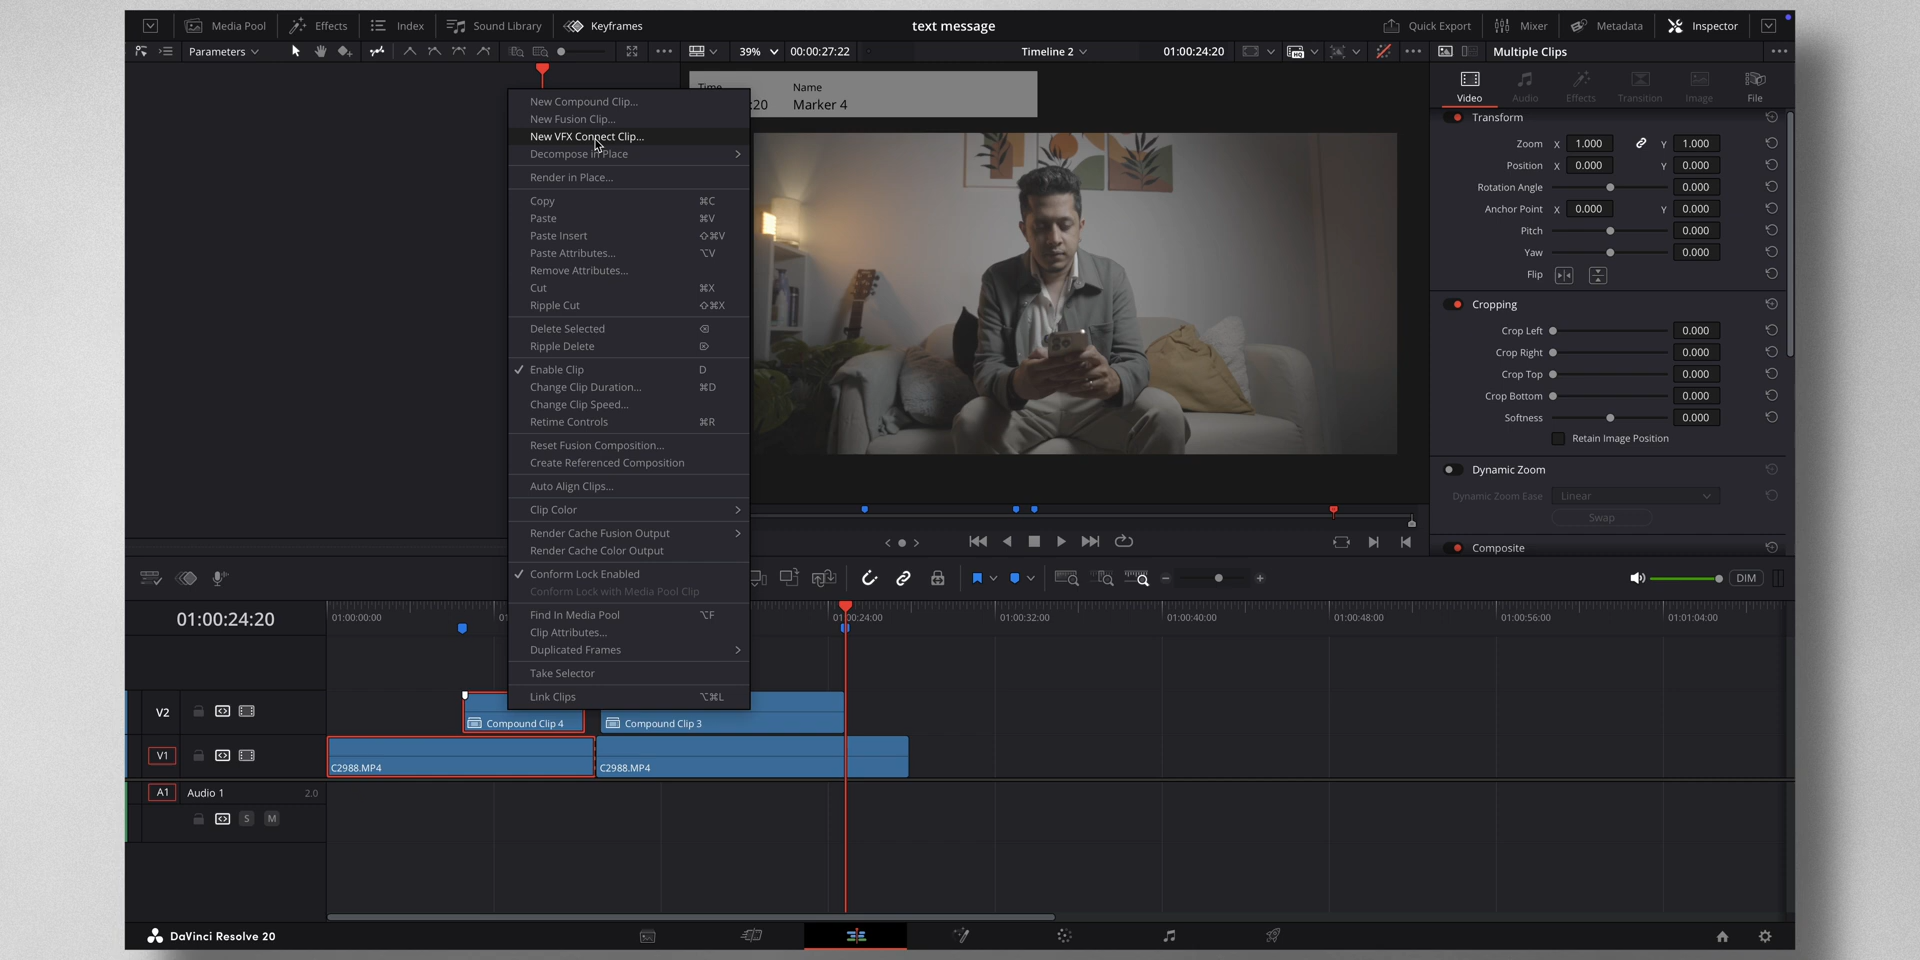 Media Pool Effects Index Sound Library Keyframes text message Quick Export Mixer Metadata Inspector
Parameters 39% 00:00:27:22 Timeline 2 01:00:24:20 Multiple Clips
Time Name
:20 Marker 4
Video Audio Effects Transition Image File
New Compound Clip...
New Fusion Clip...
New VFX Connect Clip...
Decompose in Place
Render in Place...
Copy ⌘C
Paste ⌘V
Paste Insert ⇧⌘V
Paste Attributes... ⌥V
Remove Attributes...
Cut ⌘X
Ripple Cut ⇧⌘X
Delete Selected ⌫
Ripple Delete ⌦
Enable Clip D
Change Clip Duration... ⌘D
Change Clip Speed...
Retime Controls ⌘R
Reset Fusion Composition...
Create Referenced Composition
Auto Align Clips...
Clip Color
Render Cache Fusion Output
Render Cache Color Output
Conform Lock Enabled
Conform Lock with Media Pool Clip
Find In Media Pool ⌥F
Clip Attributes...
Duplicated Frames
Take Selector
Link Clips ⌥⌘L
Transform
Zoom X 1.000 Y 1.000
Position X 0.000 Y 0.000
Rotation Angle 0.000
Anchor Point X 0.000 Y 0.000
Pitch 0.000
Yaw 0.000
Flip
Cropping
Crop Left 0.000
Crop Right 0.000
Crop Top 0.000
Crop Bottom 0.000
Softness 0.000
Retain Image Position
Dynamic Zoom
Dynamic Zoom Ease Linear
Swap
Composite
DIM
01:00:24:20 01:00:00:00 01:00:24:00 01:00:32:00 01:00:40:00 01:00:48:00 01:00:56:00 01:01:04:00
V2 Compound Clip 4 Compound Clip 3
V1 C2988.MP4 C2988.MP4
A1 Audio 1 2.0
S M
DaVinci Resolve 20